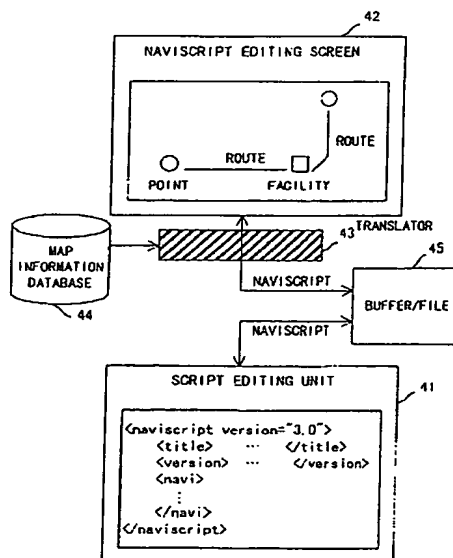 42
NAVISCRIPT EDITING SCREEN
ROUTE
ROUTE
POINT
FACILITY
43
TRANSLATOR
MAP
INFORMATION
DATABASE
44
NAVISCRIPT
45
BUFFER/FILE
NAVISCRIPT
SCRIPT EDITING UNIT
41
<naviscript version="3.0">
<title> … </title>
<version> … </version>
<navi>
⋮
</navi>
</naviscript>